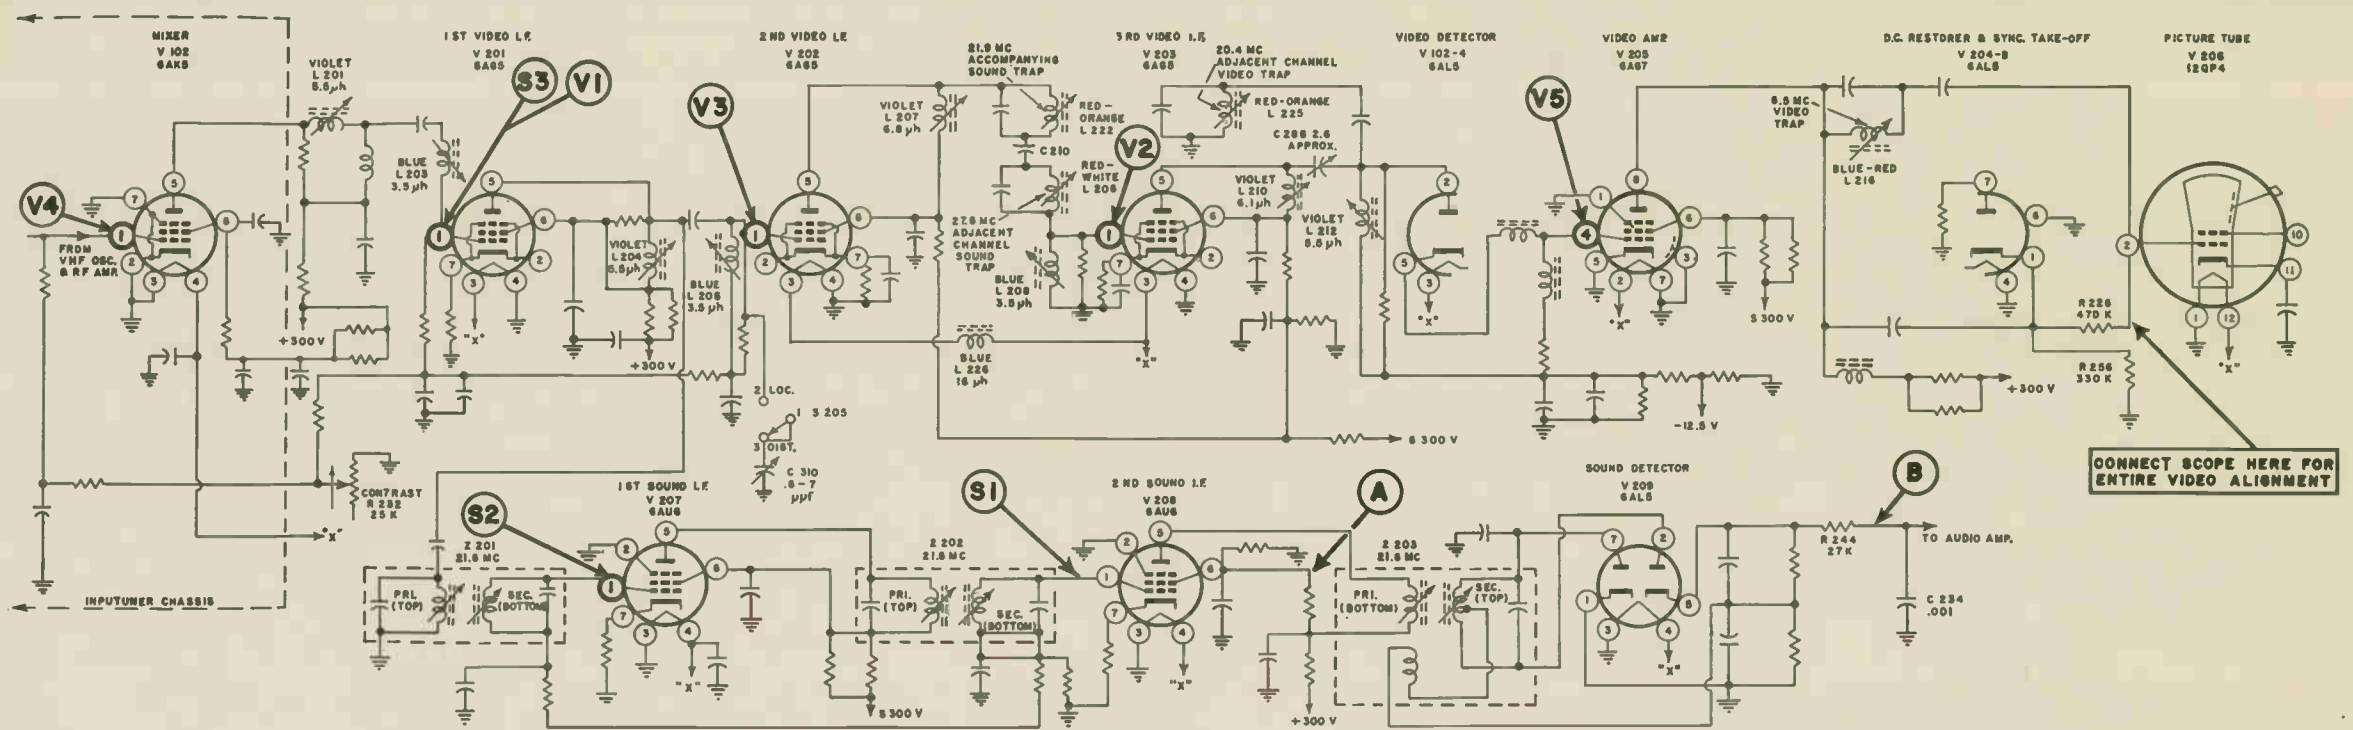 MIXER
V 102
6AK5
1 ST VIDEO I.F.
V 201
6AG5
2 ND VIDEO I.F.
V 202
6AG5
21.9 MC
ACCOMPANYING
SOUND TRAP
3 RD VIDEO I.F.
V 203
6AG5
20.4 MC
ADJACENT CHANNEL
VIDEO TRAP
VIDEO DETECTOR
V 102-4
6AL5
VIDEO AMP.
V 205
6AG7
D.C. RESTORER & SYNC. TAKE-OFF
V 204-B
6AL5
PICTURE TUBE
V 206
12QP4
VIOLET
L 201
5.5 µh
S3
V1
V3
VIOLET
L 207
6.8 µh
RED-
ORANGE
L 222
RED-ORANGE
L 225
V5
6.5 MC
VIDEO
TRAP
C 286 2.6
APPROX.
C 210
V2
BLUE
L 203
3.5 µh
RED-
WHITE
L 206
BLUE-RED
L 216
V4
FROM
VHF OSC.
& RF AMP.
VIOLET
L 204
5.5 µh
BLUE
L 205
3.5 µh
27.6 MC
ADJACENT
CHANNEL
SOUND
TRAP
BLUE
L 208
3.5 µh
VIOLET
L 210
6.1 µh
VIOLET
L 212
5.5 µh
+300 V
"X"
+300 V
BLUE
L 226
16 µh
"X"
"X"
"X"
S 300 V
R 226
470 K
R 256
330 K
"X"
+300 V
2 LOC.
1 S 205
3 DIST.
C 310
.6-7
µµf
6 300 V
-12.5 V
CONNECT SCOPE HERE FOR
ENTIRE VIDEO ALIGNMENT
CONTRAST
R 232
25 K
"X"
INPUTUNER CHASSIS
1 ST SOUND I.F.
V 207
6AU6
S2
S1
2 ND SOUND I.F.
V 208
6AU6
A
SOUND DETECTOR
V 209
6AL5
B
Z 201
21.6 MC
PRI.
(TOP)
SEC.
(BOTTOM)
Z 202
21.6 MC
PRI.
(TOP)
SEC.
(BOTTOM)
Z 203
21.6 MC
PRI.
(BOTTOM)
SEC.
(TOP)
R 244
27 K
TO AUDIO AMP.
C 234
.001
"X"
S 300 V
"X"
+300 V
"X"